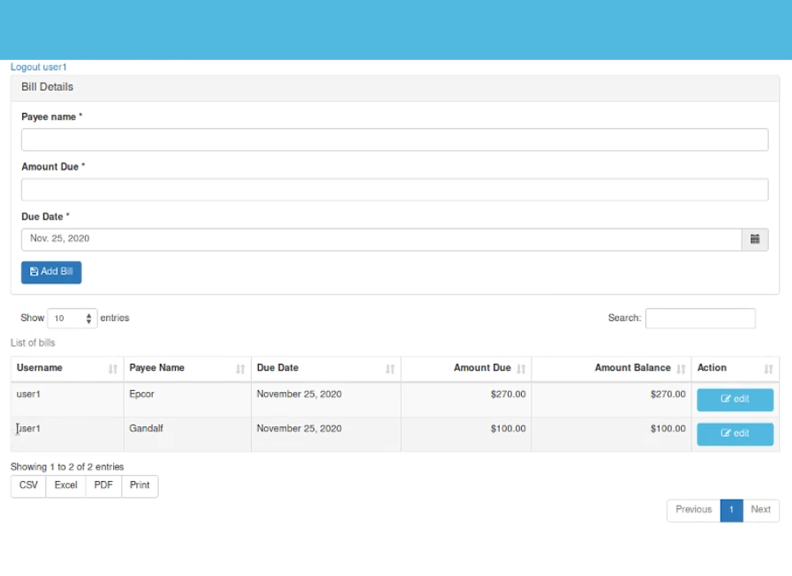 Logout user1
Bill Details
Payee name *
Amount Due *
Due Date *
Nov. 25, 2020
Add Bill
Show 10 entries Search:
List of bills
Username Payee Name Due Date Amount Due Amount Balance Action
user1 Epcor November 25, 2020 $270.00 $270.00 edit
user1 Gandalf November 25, 2020 $100.00 $100.00 edit
Showing 1 to 2 of 2 entries
CSV Excel PDF Print
Previous 1 Next